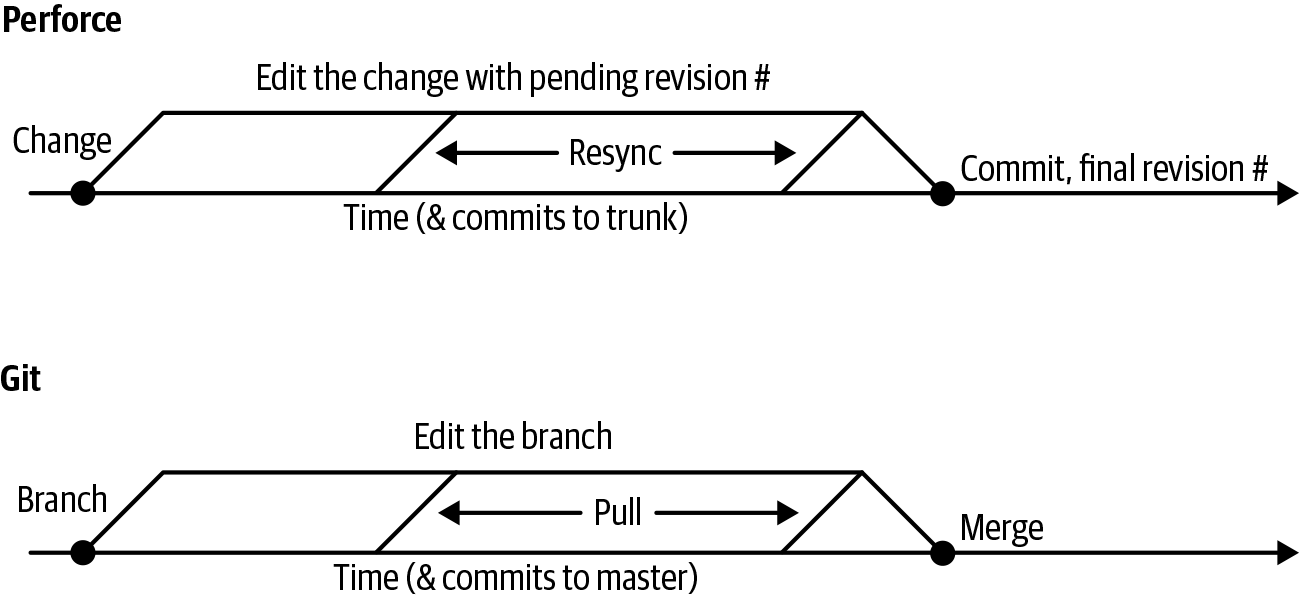 Perforce
Edit the change with pending revision #
Change
Resync
Commit, final revision #
Time (& commits to trunk)
Git
Edit the branch
Branch
Pull
Merge
Time (& commits to master)